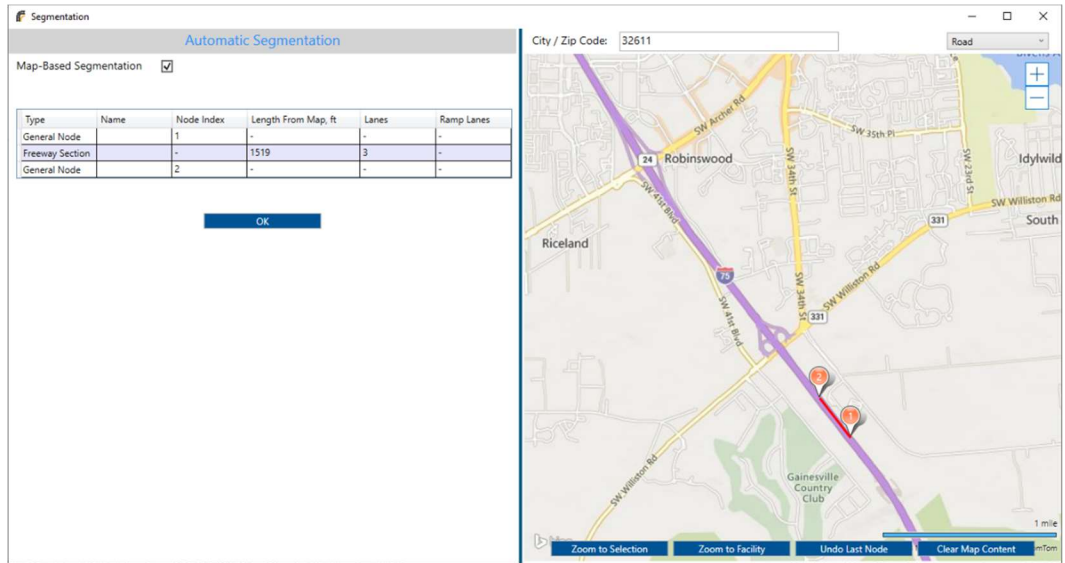 Segmentation
Automatic Segmentation
Map-Based Segmentation
Type Name Node Index Length From Map, ft Lanes Ramp Lanes
General Node 1 - - -
Freeway Section - 1519 3 -
General Node 2 - - -
OK
City / Zip Code: 32611
Road
SW Archer Rd
SW 35th Pl
24
Robinswood
SW 34th St
SW 23rd St
Idylwild
SW 41st Blvd
SW Williston Rd
331
South
Riceland
75
SW 34th St
SW Williston Rd
SW 41st Blvd
331
2
1
SW Williston Rd
Gainesville
Country
Club
1 mile
Zoom to Selection
Zoom to Facility
Undo Last Node
Clear Map Content